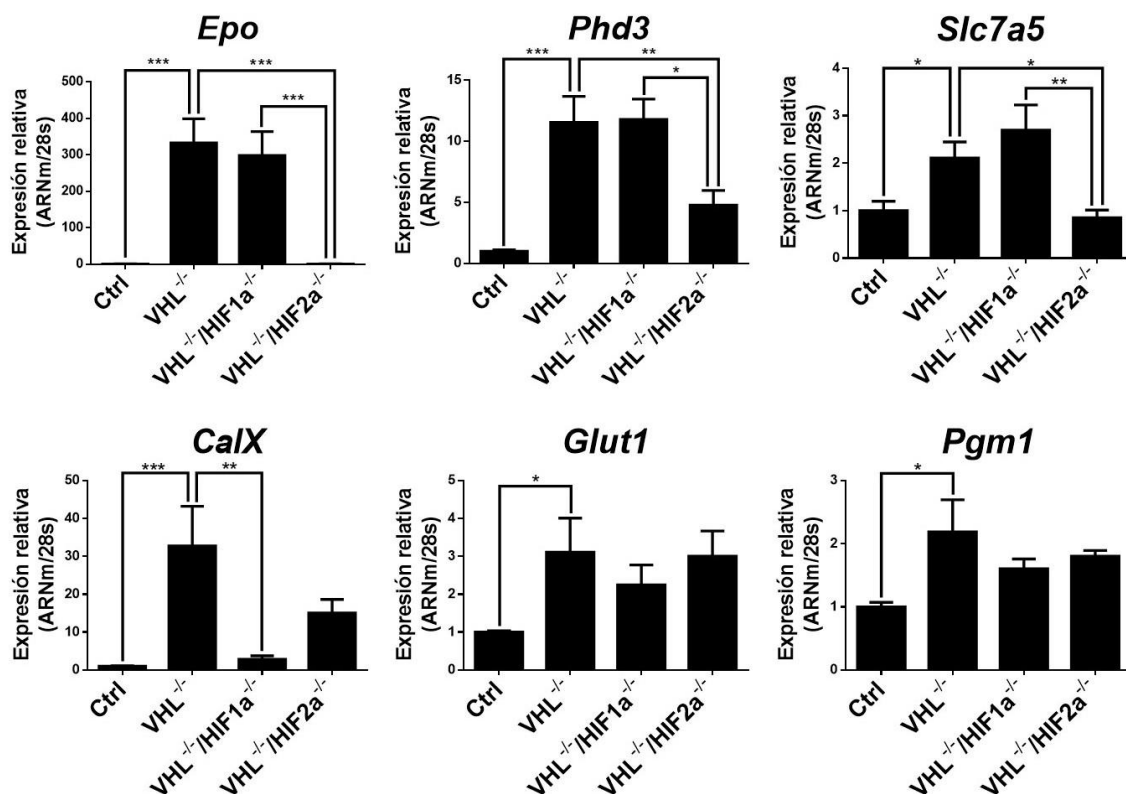 Epo
Expresión relativa
(ARNm/28s)
500
400
300
200
100
0
***
***
***
Ctrl
VHL-/-
VHL-/-/HIF1a-/-
VHL-/-/HIF2a-/-
Phd3
Expresión relativa
(ARNm/28s)
15
10
5
0
***
**
*
Ctrl
VHL-/-
VHL-/-/HIF1a-/-
VHL-/-/HIF2a-/-
Slc7a5
Expresión relativa
(ARNm/28s)
4
3
2
1
0
*
*
**
Ctrl
VHL-/-
VHL-/-/HIF1a-/-
VHL-/-/HIF2a-/-
CalX
Expresión relativa
(ARNm/28s)
50
40
30
20
10
0
***
**
Ctrl
VHL-/-
VHL-/-/HIF1a-/-
VHL-/-/HIF2a-/-
Glut1
Expresión relativa
(ARNm/28s)
5
4
3
2
1
0
*
Ctrl
VHL-/-
VHL-/-/HIF1a-/-
VHL-/-/HIF2a-/-
Pgm1
Expresión relativa
(ARNm/28s)
3
2
1
0
*
Ctrl
VHL-/-
VHL-/-/HIF1a-/-
VHL-/-/HIF2a-/-